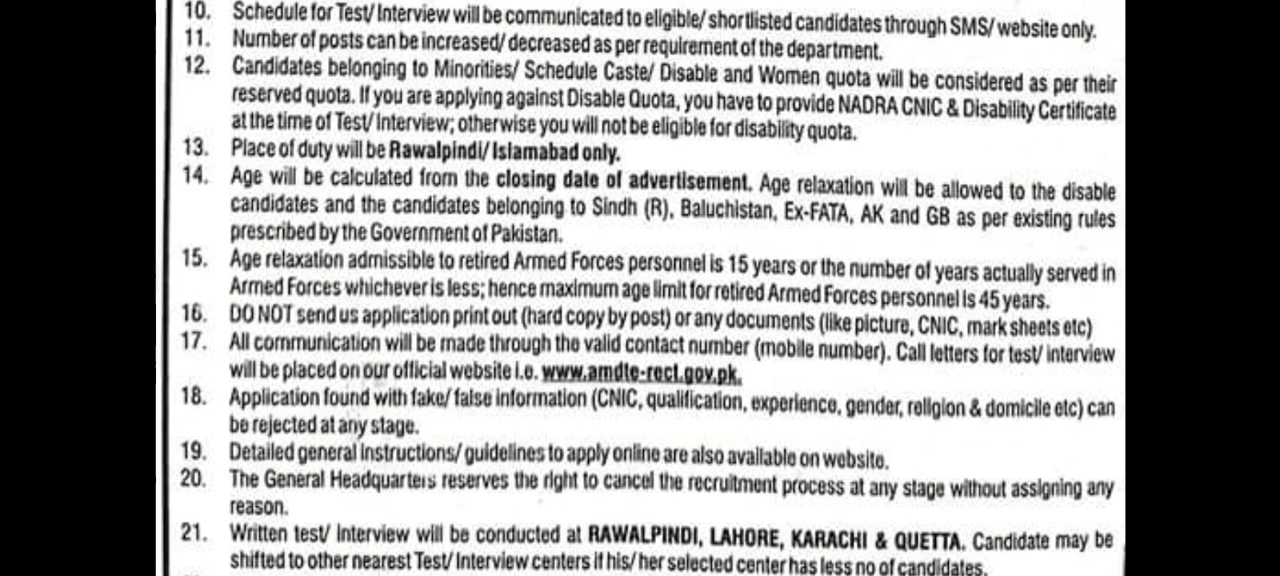 10. Schedule for Test/ Interview will be communicated to eligible/ shortlisted candidates through SMS/ website only.
11. Number of posts can be increased/ decreased as per requirement of the department.
12. Candidates belonging to Minorities/ Schedule Caste/ Disable and Women quota will be considered as per their
reserved quota. If you are applying against Disable Quota, you have to provide NADRA CNIC & Disability Certificate
at the time of Test/ Interview; otherwise you will not be eligible for disability quota.
13. Place of duty will be Rawalpindi/ Islamabad only.
14. Age will be calculated from the closing date of advertisement. Age relaxation will be allowed to the disable
candidates and the candidates belonging to Sindh (R), Baluchistan, Ex-FATA, AK and GB as per existing rules
prescribed by the Government of Pakistan.
15. Age relaxation admissible to retired Armed Forces personnel is 15 years or the number of years actually served in
Armed Forces whichever is less; hence maximum age limit for retired Armed Forces personnel is 45 years.
16. DO NOT send us application print out (hard copy by post) or any documents (like picture, CNIC, mark sheets etc)
17. All communication will be made through the valid contact number (mobile number). Call letters for test/ interview
will be placed on our official website i.e. www.amdte-rect.gov.pk.
18. Application found with fake/ false information (CNIC, qualification, experience, gender, religion & domicile etc) can
be rejected at any stage.
19. Detailed general instructions/ guidelines to apply online are also available on website.
20. The General Headquarters reserves the right to cancel the recruitment process at any stage without assigning any
reason.
21. Written test/ Interview will be conducted at RAWALPINDI, LAHORE, KARACHI & QUETTA. Candidate may be
shifted to other nearest Test/ Interview centers if his/ her selected center has less no of candidates.